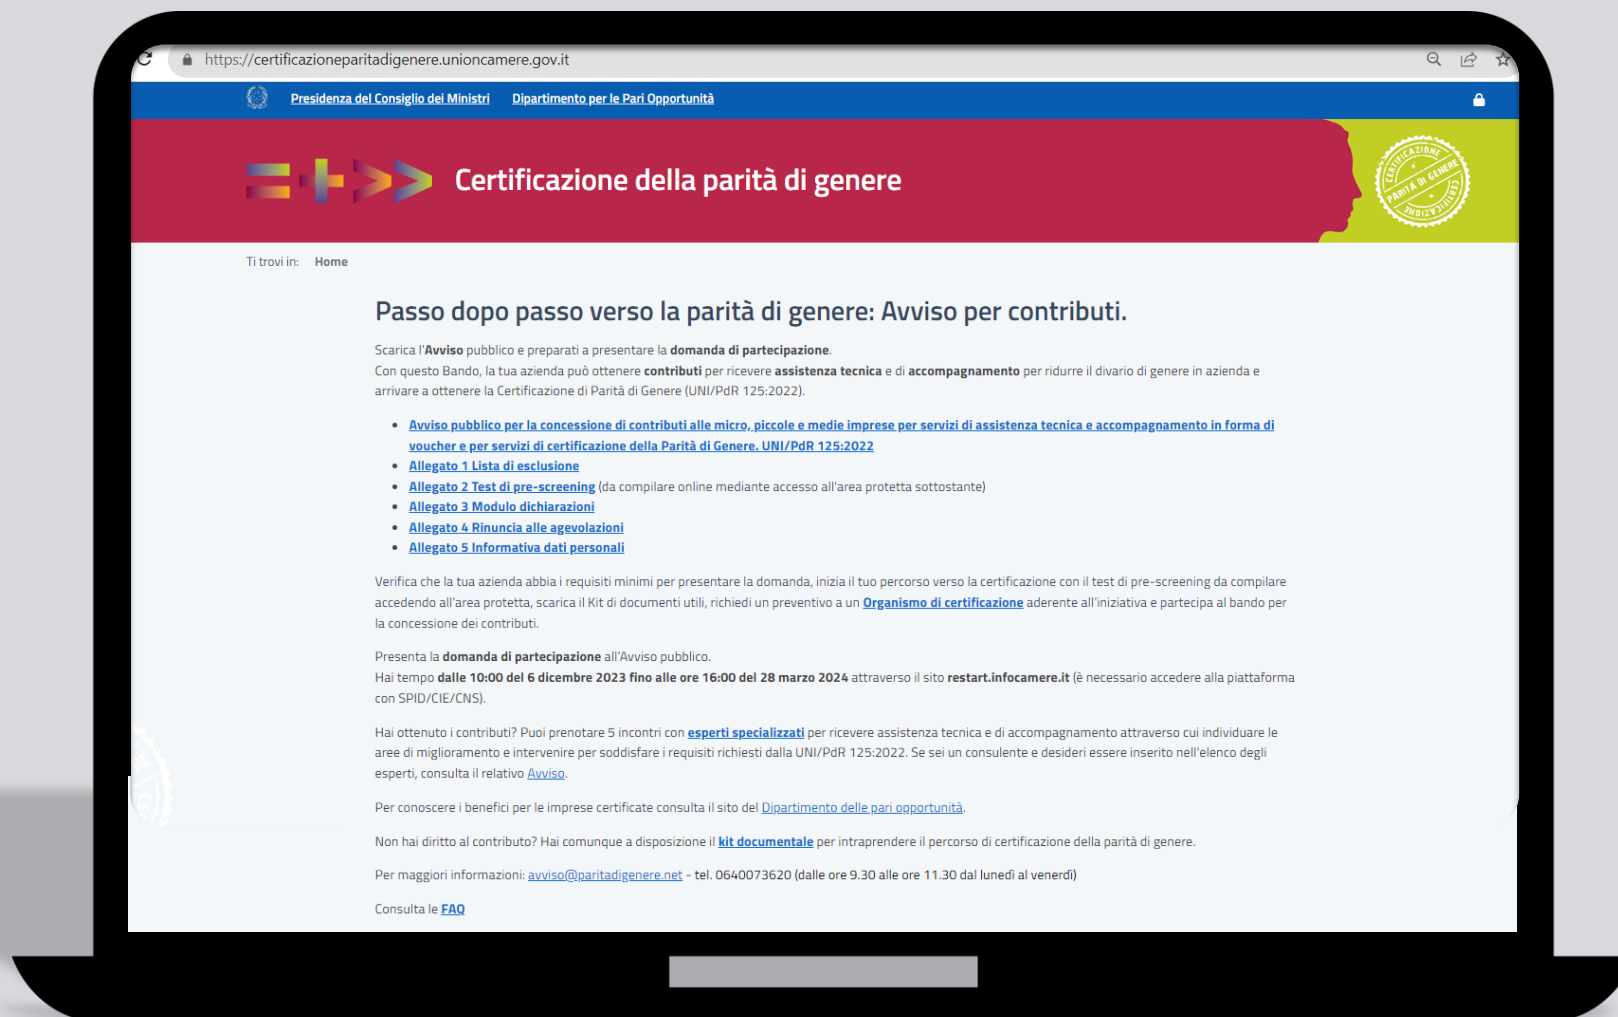 https://certificazioneparitadigenere.unioncamere.gov.it
Presidenza del Consiglio dei Ministri Dipartimento per le Pari Opportunità
Certificazione della parità di genere
CERTIFICAZIONE
PARITÀ DI GENERE
CERTIFICAZIONE
Ti trovi in: Home
Passo dopo passo verso la parità di genere: Avviso per contributi.
Scarica l'Avviso pubblico e preparati a presentare la domanda di partecipazione.
Con questo Bando, la tua azienda può ottenere contributi per ricevere assistenza tecnica e di accompagnamento per ridurre il divario di genere in azienda e
arrivare a ottenere la Certificazione di Parità di Genere (UNI/PdR 125:2022).
• Avviso pubblico per la concessione di contributi alle micro, piccole e medie imprese per servizi di assistenza tecnica e accompagnamento in forma di
voucher e per servizi di certificazione della Parità di Genere. UNI/PdR 125:2022
• Allegato 1 Lista di esclusione
• Allegato 2 Test di pre-screening (da compilare online mediante accesso all'area protetta sottostante)
• Allegato 3 Modulo dichiarazioni
• Allegato 4 Rinuncia alle agevolazioni
• Allegato 5 Informativa dati personali
Verifica che la tua azienda abbia i requisiti minimi per presentare la domanda, inizia il tuo percorso verso la certificazione con il test di pre-screening da compilare
accedendo all'area protetta, scarica il Kit di documenti utili, richiedi un preventivo a un Organismo di certificazione aderente all'iniziativa e partecipa al bando per
la concessione dei contributi.
Presenta la domanda di partecipazione all'Avviso pubblico.
Hai tempo dalle 10:00 del 6 dicembre 2023 fino alle ore 16:00 del 28 marzo 2024 attraverso il sito restart.infocamere.it (è necessario accedere alla piattaforma
con SPID/CIE/CNS).
Hai ottenuto i contributi? Puoi prenotare 5 incontri con esperti specializzati per ricevere assistenza tecnica e di accompagnamento attraverso cui individuare le
aree di miglioramento e intervenire per soddisfare i requisiti richiesti dalla UNI/PdR 125:2022. Se sei un consulente e desideri essere inserito nell'elenco degli
esperti, consulta il relativo Avviso.
Per conoscere i benefici per le imprese certificate consulta il sito del Dipartimento delle pari opportunità.
Non hai diritto al contributo? Hai comunque a disposizione il kit documentale per intraprendere il percorso di certificazione della parità di genere.
Per maggiori informazioni: avviso@paritadigenere.net - tel. 0640073620 (dalle ore 9.30 alle ore 11.30 dal lunedì al venerdì)
Consulta le FAQ